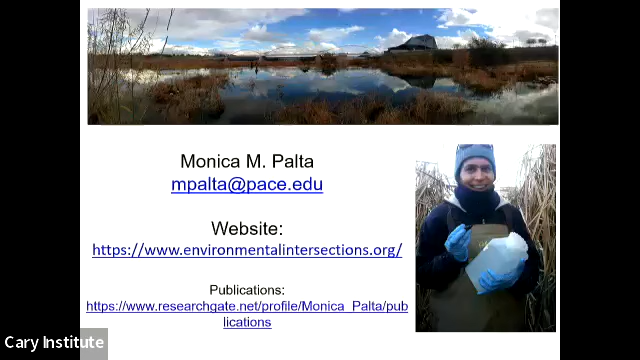 Monica M. Palta
mpalta@pace.edu
Website:
https://www.environmentalintersections.org/
Publications:
https://www.researchgate.net/profile/Monica_Palta/pub
lications
Cary Institute